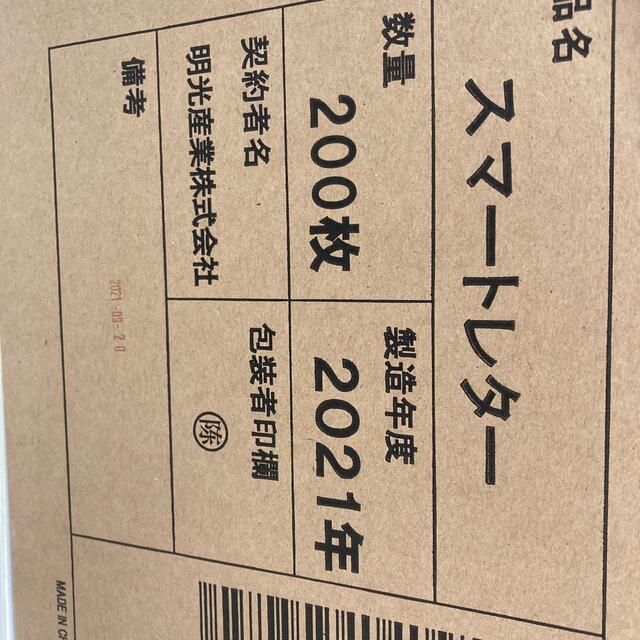 品名
スマートレター
数量
200枚
製造年度
2021年
契約者名
明光産業株式会社
包装者印欄
陈
備考
2021-09-20
MADE IN